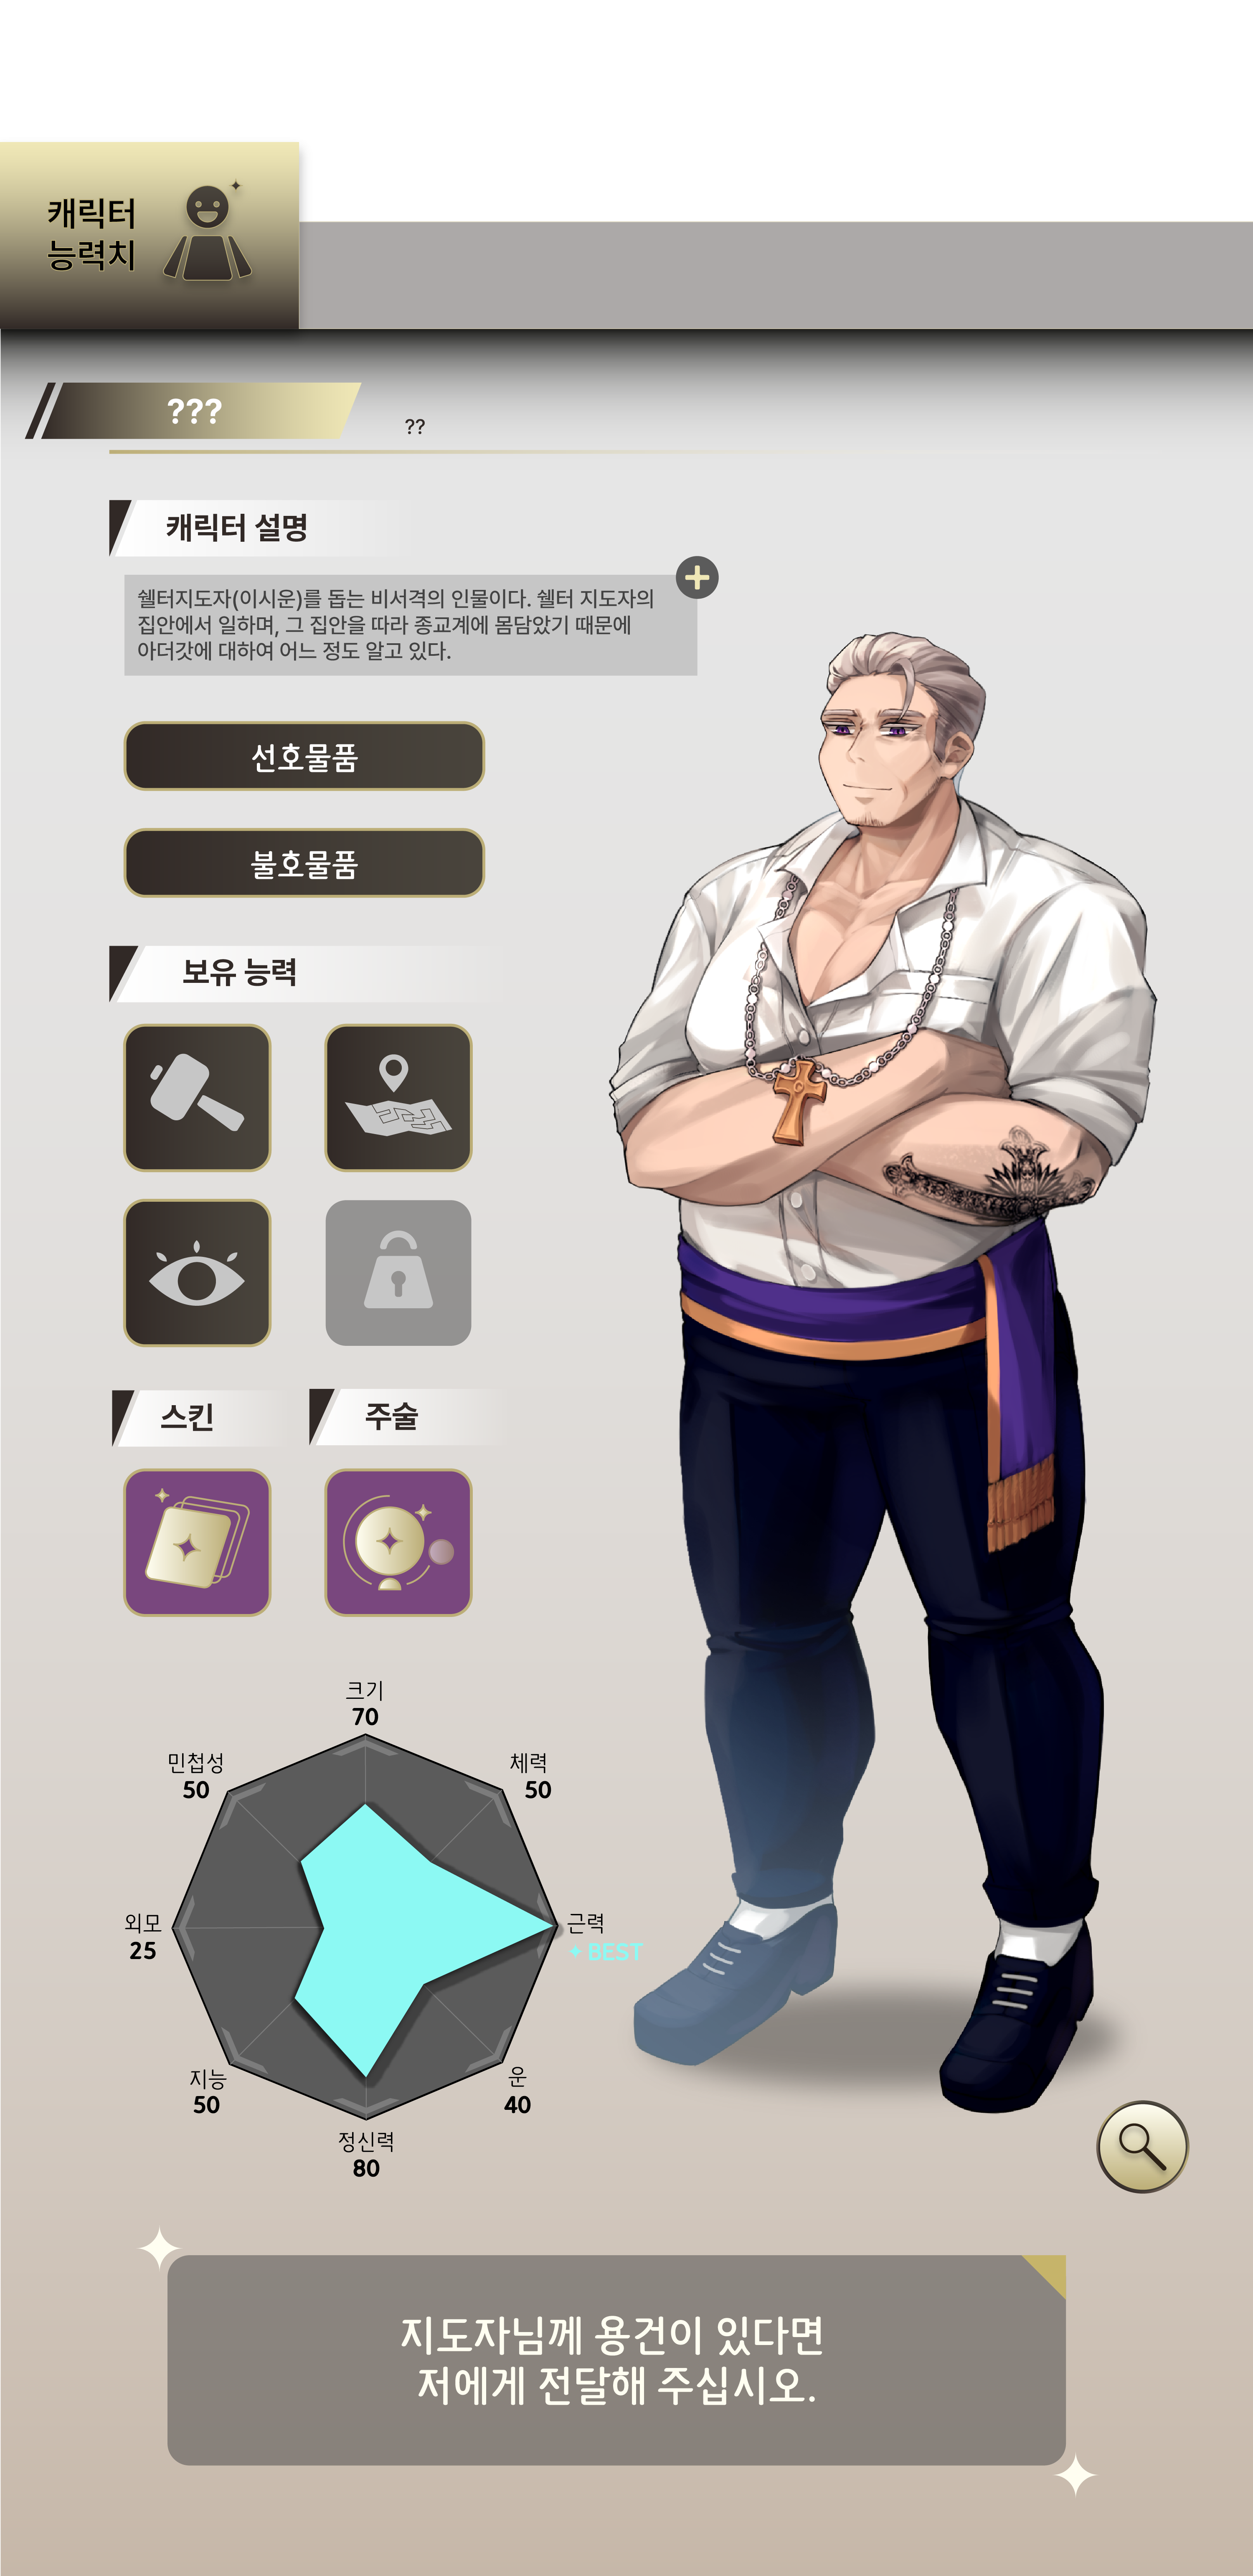 캐릭터
능력치
???
??
캐릭터 설명
쉘터지도자(이시운)를 돕는 비서격의 인물이다. 쉘터 지도자의
집안에서 일하며, 그 집안을 따라 종교계에 몸담았기 때문에
아더갓에 대하여 어느 정도 알고 있다.
선호물품
불호물품
보유 능력
스킨
주술
크기
70
민첩성
50
체력
50
외모
25
근력
BEST
지능
50
운
40
정신력
80
지도자님께 용건이 있다면
저에게 전달해 주십시오.